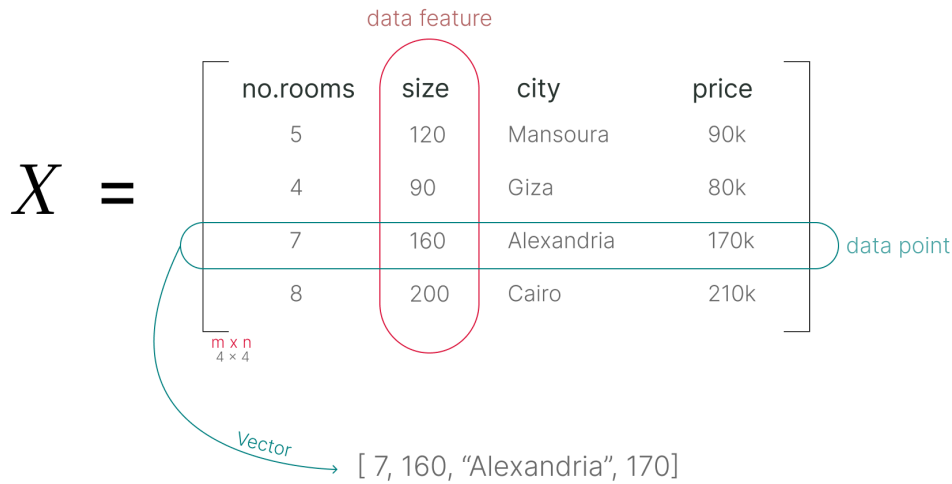 data feature
no.rooms size city price
5 120 Mansoura 90k
4 90 Giza 80k
X =
7 160 Alexandria 170k
data point
8 200 Cairo 210k
m x n
4 × 4
Vector
[ 7, 160, “Alexandria”, 170]